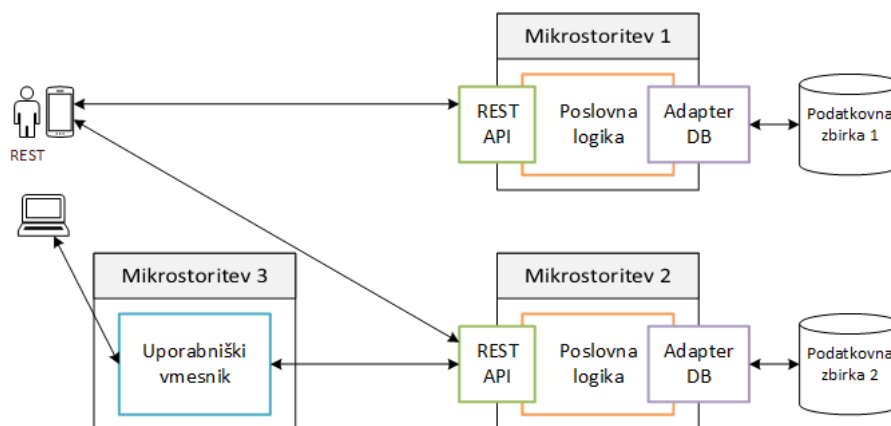 Mikrostoritev 1
REST
API
Poslovna
logika
Adapter
DB
Podatkovna
zbirka 1
REST
Mikrostoritev 3
Uporabniški
vmesnik
Mikrostoritev 2
REST
API
Poslovna
logika
Adapter
DB
Podatkovna
zbirka 2